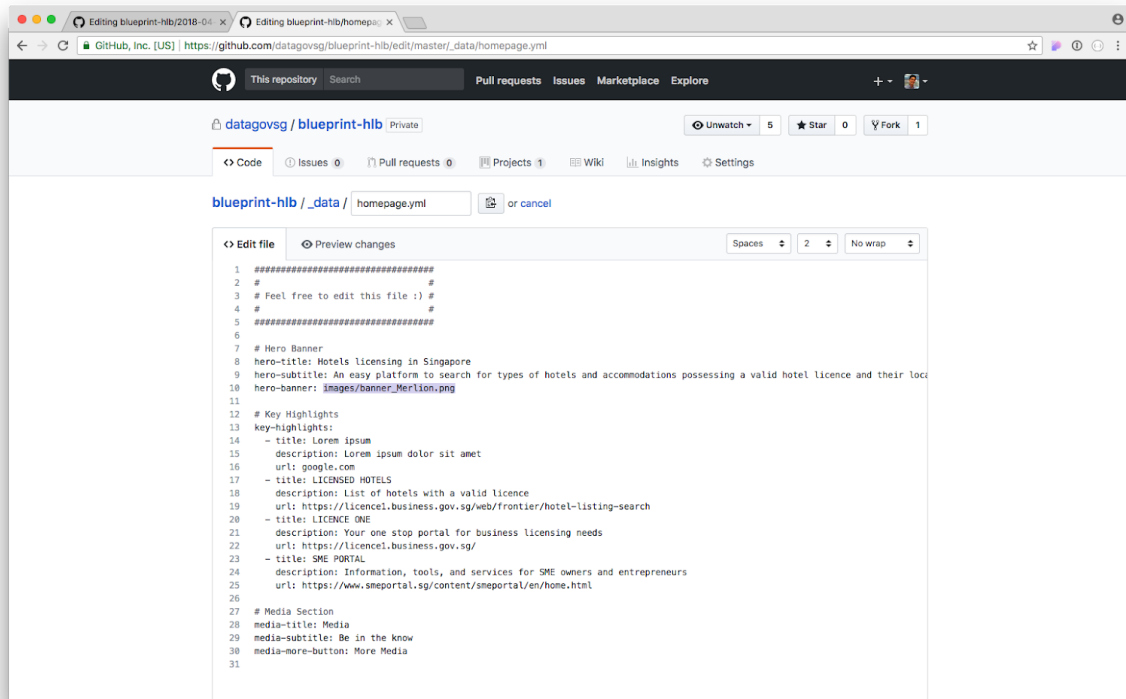 Editing blueprint-hlb/2018-04-
Editing blueprint-hlb/homepag
GitHub, Inc. [US] | https://github.com/datagovsg/blueprint-hlb/edit/master/_data/homepage.yml
This repository Search Pull requests Issues Marketplace Explore
datagovsg / blueprint-hlb Private
Unwatch 5 Star 0 Fork 1
Code Issues 0 Pull requests 0 Projects 1 Wiki Insights Settings
blueprint-hlb / _data / homepage.yml or cancel
Edit file Preview changes Spaces 2 No wrap
1 ##################################
2 # #
3 # Feel free to edit this file :) #
4 # #
5 ##################################
6
7 # Hero Banner
8 hero-title: Hotels licensing in Singapore
9 hero-subtitle: An easy platform to search for types of hotels and accommodations possessing a valid hotel licence and their loca
10 hero-banner: images/banner_Merlion.png
11
12 # Key Highlights
13 key-highlights:
14 - title: Lorem ipsum
15 description: Lorem ipsum dolor sit amet
16 url: google.com
17 - title: LICENSED HOTELS
18 description: List of hotels with a valid licence
19 url: https://licence1.business.gov.sg/web/frontier/hotel-listing-search
20 - title: LICENCE ONE
21 description: Your one stop portal for business licensing needs
22 url: https://licence1.business.gov.sg/
23 - title: SME PORTAL
24 description: Information, tools, and services for SME owners and entrepreneurs
25 url: https://www.smeportal.sg/content/smeportal/en/home.html
26
27 # Media Section
28 media-title: Media
29 media-subtitle: Be in the know
30 media-more-button: More Media
31